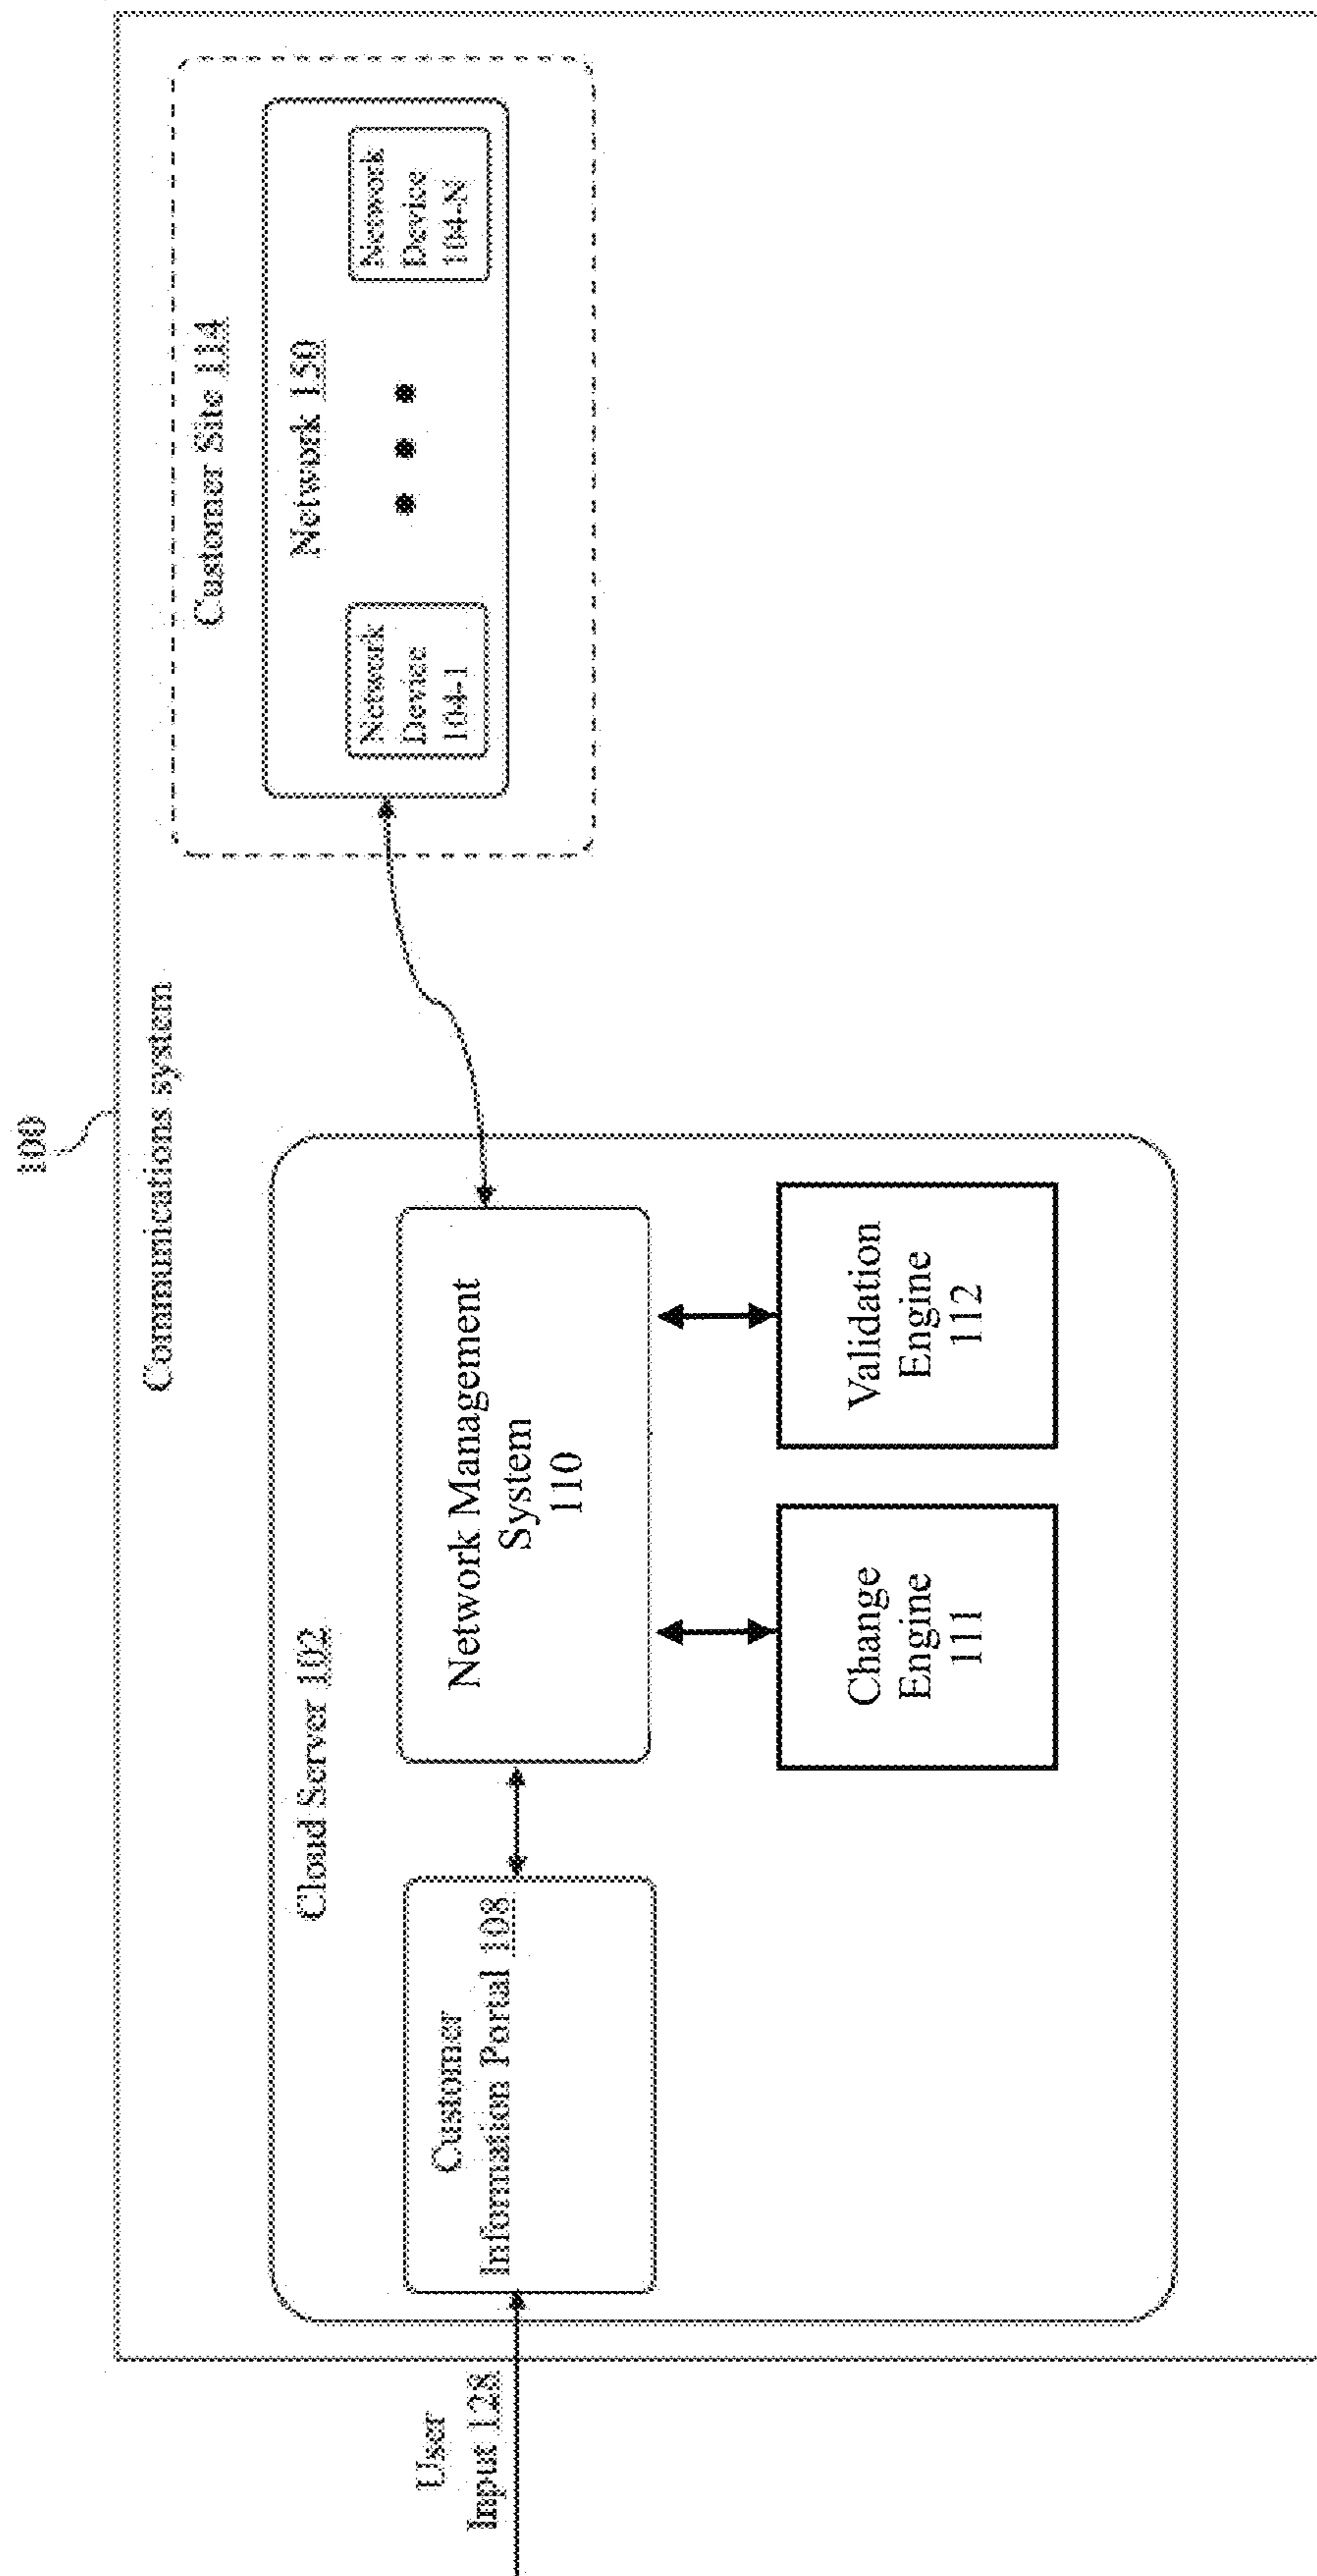 100
Communications system
User
Input 128
Cloud Server 102
Customer
Information Portal 108
Network Management
System
110
Change
Engine
111
Validation
Engine
112
Customer Site 114
Network 150
Network
Device
104-1
Network
Device
104-N